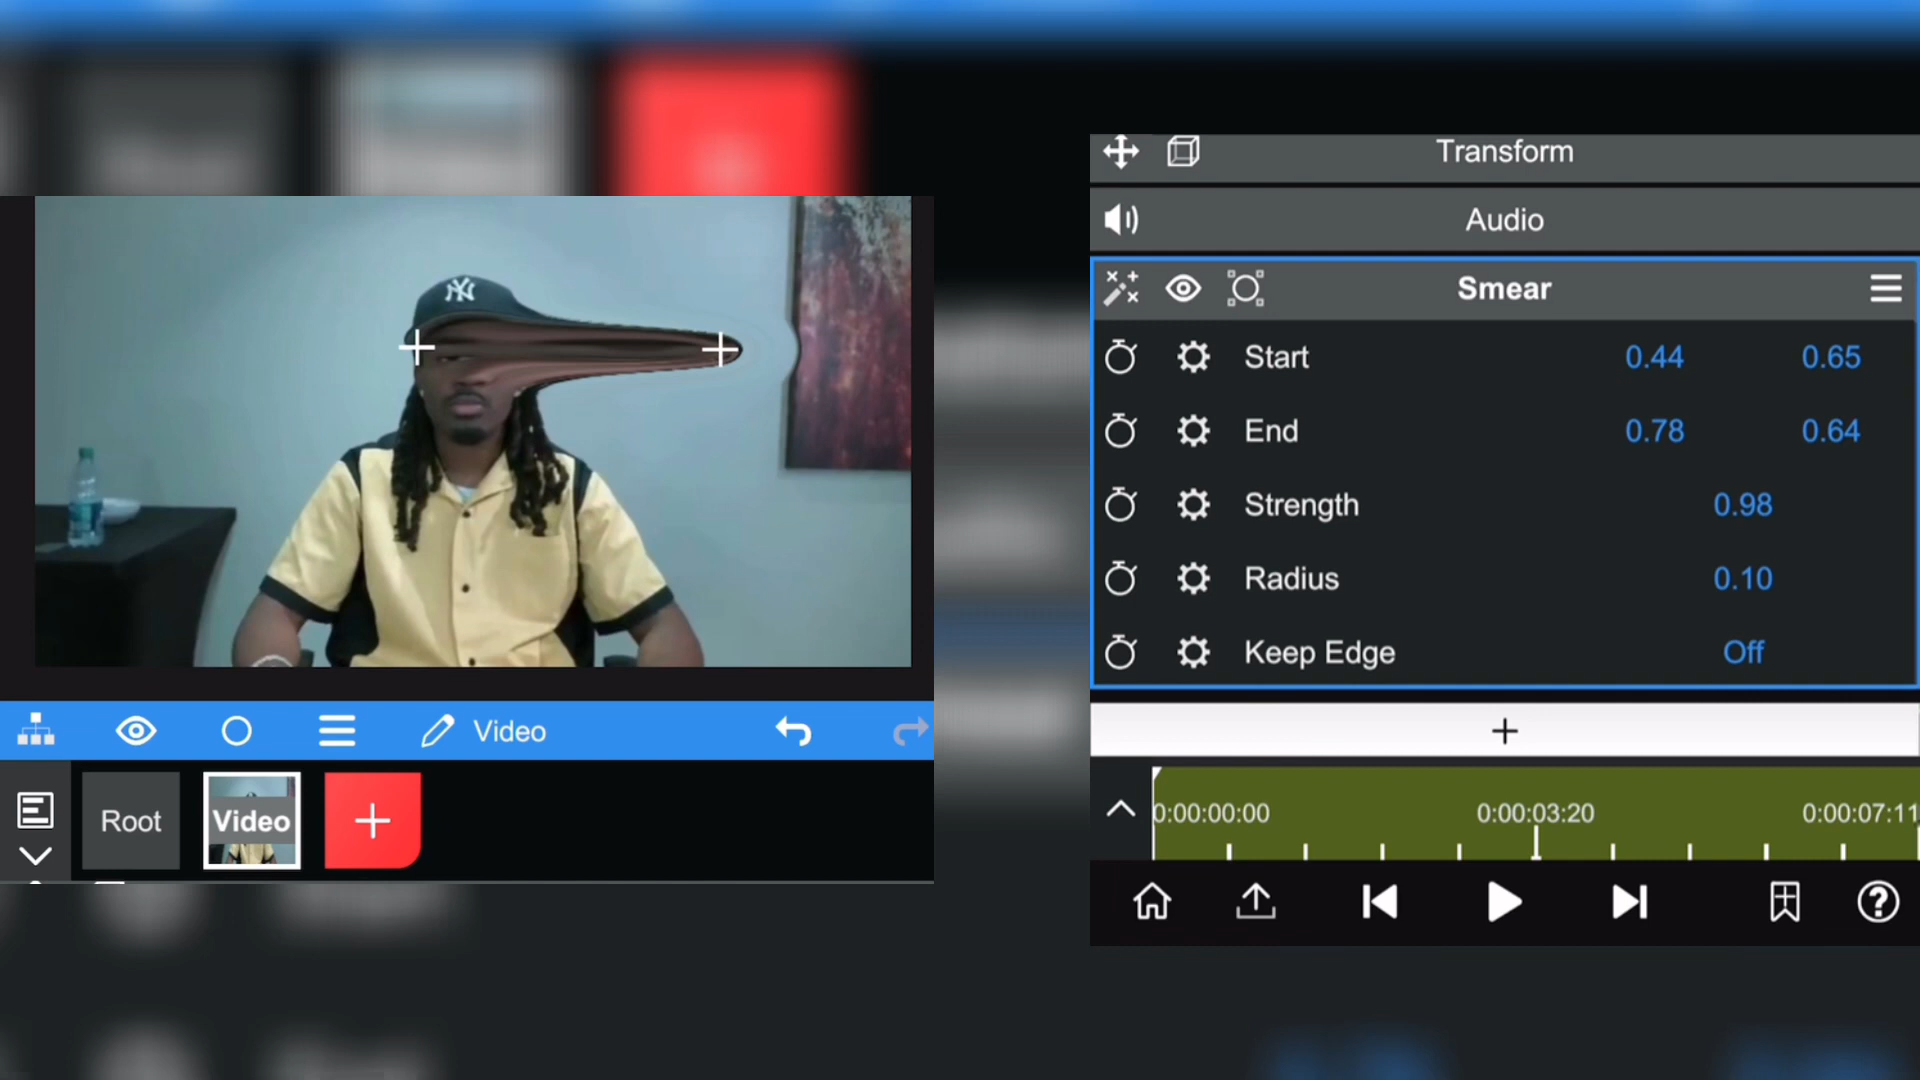 NY
Video
Root
Video
Transform
Audio
Smear
Start 0.44 0.65
End 0.78 0.64
Strength 0.98
Radius 0.10
Keep Edge Off
0:00:00:00 0:00:03:20 0:00:07:11